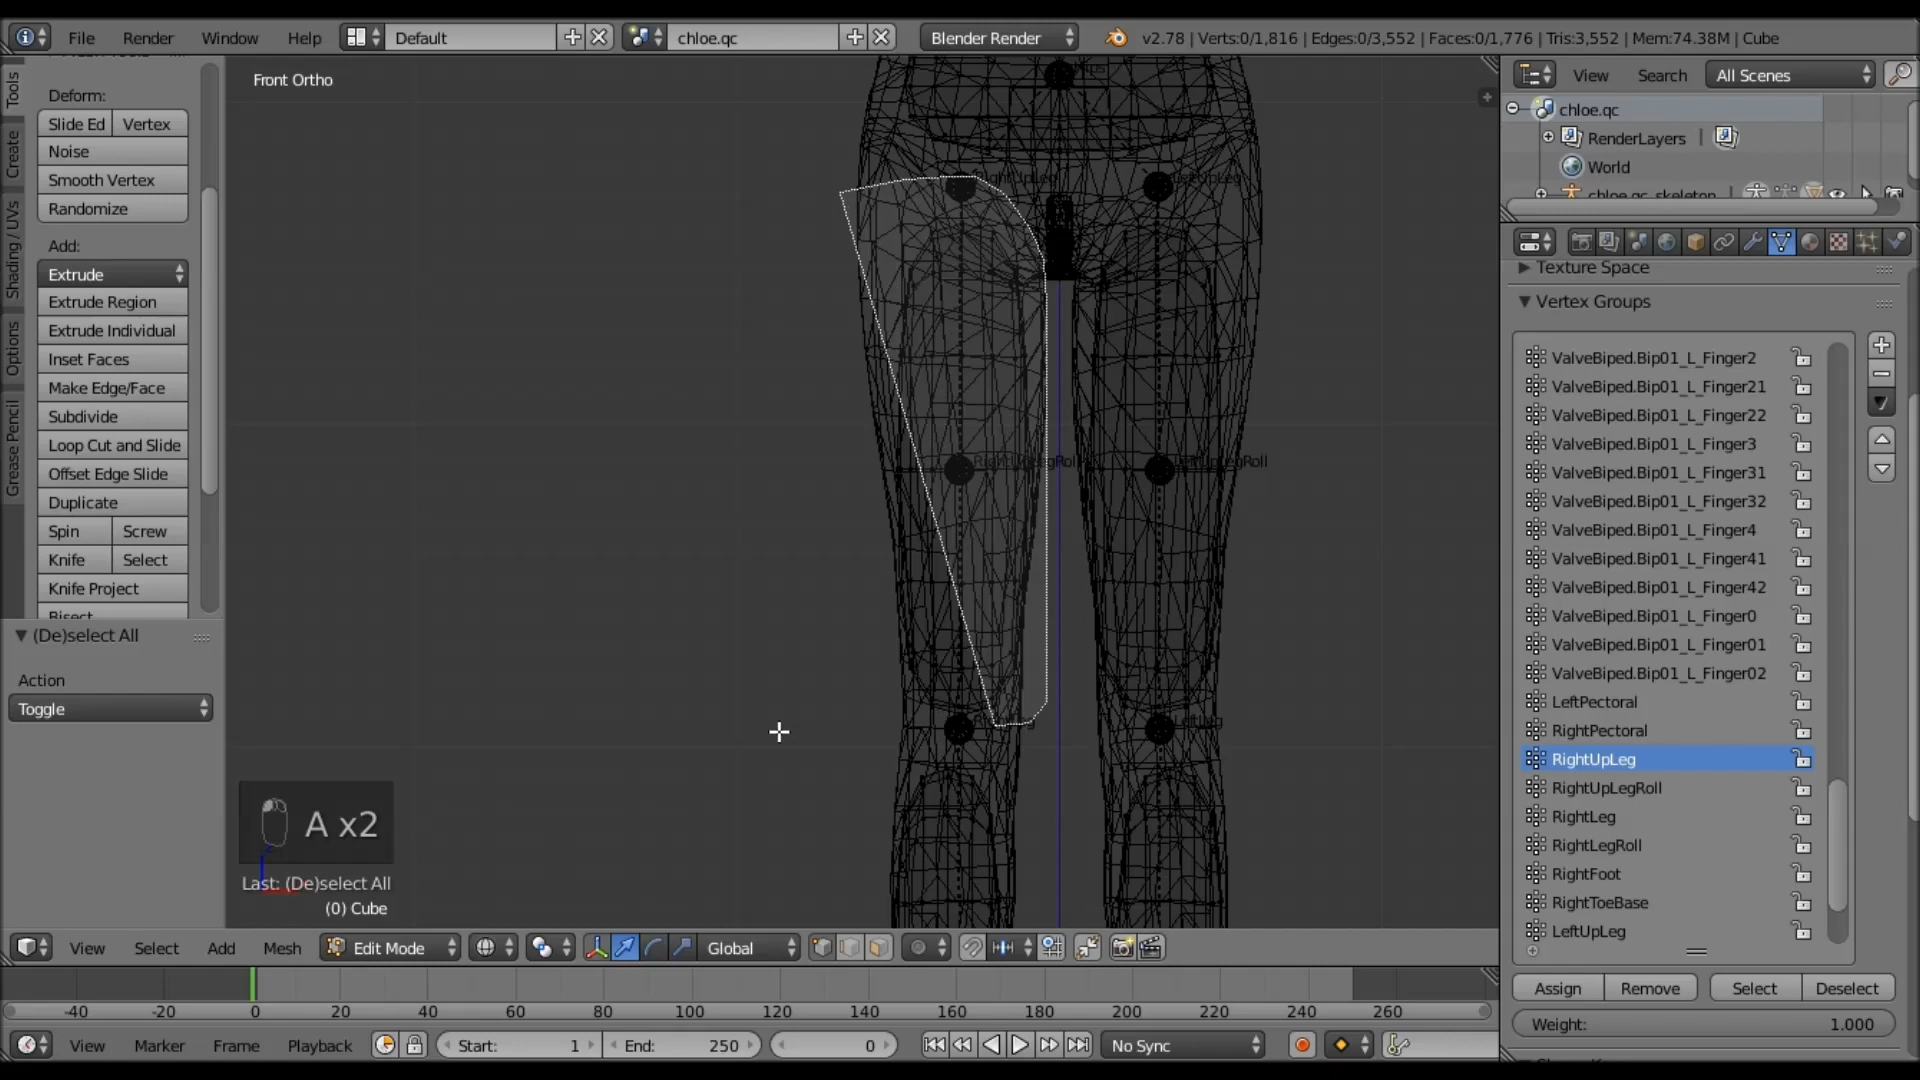 File Render Window Help Default chloe.qc Blender Render v2.78 | Verts:0/1,816 | Edges:0/3,552 | Faces:0/1,776 | Tris:3,552 | Mem:74.38M | Cube
Tools
Create
Shading / UVs
Options
Grease Pencil
Deform:
Slide Ed Vertex
Noise
Smooth Vertex
Randomize
Add:
Extrude
Extrude Region
Extrude Individual
Inset Faces
Make Edge/Face
Subdivide
Loop Cut and Slide
Offset Edge Slide
Duplicate
Spin Screw
Knife Select
Knife Project
Bisect
(De)select All
Action
Toggle
Front Ortho
RightUpLeg LeftUpLeg
A x2
Last: (De)select All
(0) Cube
View Select Add Mesh Edit Mode Global
-40 -20 0 20 40 60 80 100 120 140 160 180 200 220 240 260
View Marker Frame Playback Start: 1 End: 250 0 No Sync
View Search All Scenes
chloe.qc
RenderLayers |
World
chloe.qc_skeleton |
Texture Space
Vertex Groups
ValveBiped.Bip01_L_Finger2
ValveBiped.Bip01_L_Finger21
ValveBiped.Bip01_L_Finger22
ValveBiped.Bip01_L_Finger3
ValveBiped.Bip01_L_Finger31
ValveBiped.Bip01_L_Finger32
ValveBiped.Bip01_L_Finger4
ValveBiped.Bip01_L_Finger41
ValveBiped.Bip01_L_Finger42
ValveBiped.Bip01_L_Finger0
ValveBiped.Bip01_L_Finger01
ValveBiped.Bip01_L_Finger02
LeftPectoral
RightPectoral
RightUpLeg
RightUpLegRoll
RightLeg
RightLegRoll
RightFoot
RightToeBase
LeftUpLeg
Assign Remove Select Deselect
Weight: 1.000